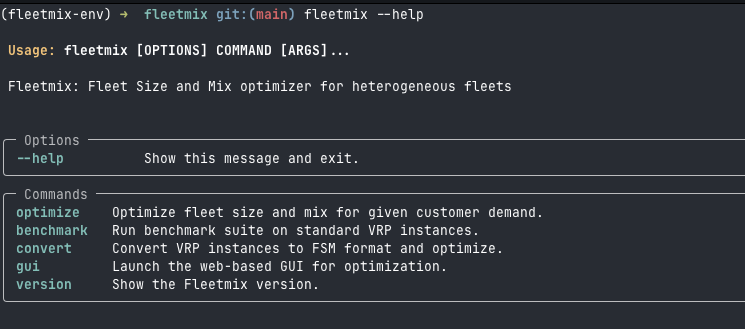 (fleetmix-env) → fleetmix git:(main) fleetmix --help
Usage: fleetmix [OPTIONS] COMMAND [ARGS]...
Fleetmix: Fleet Size and Mix optimizer for heterogeneous fleets
Options
--help Show this message and exit.
Commands
optimize Optimize fleet size and mix for given customer demand.
benchmark Run benchmark suite on standard VRP instances.
convert Convert VRP instances to FSM format and optimize.
gui Launch the web-based GUI for optimization.
version Show the Fleetmix version.